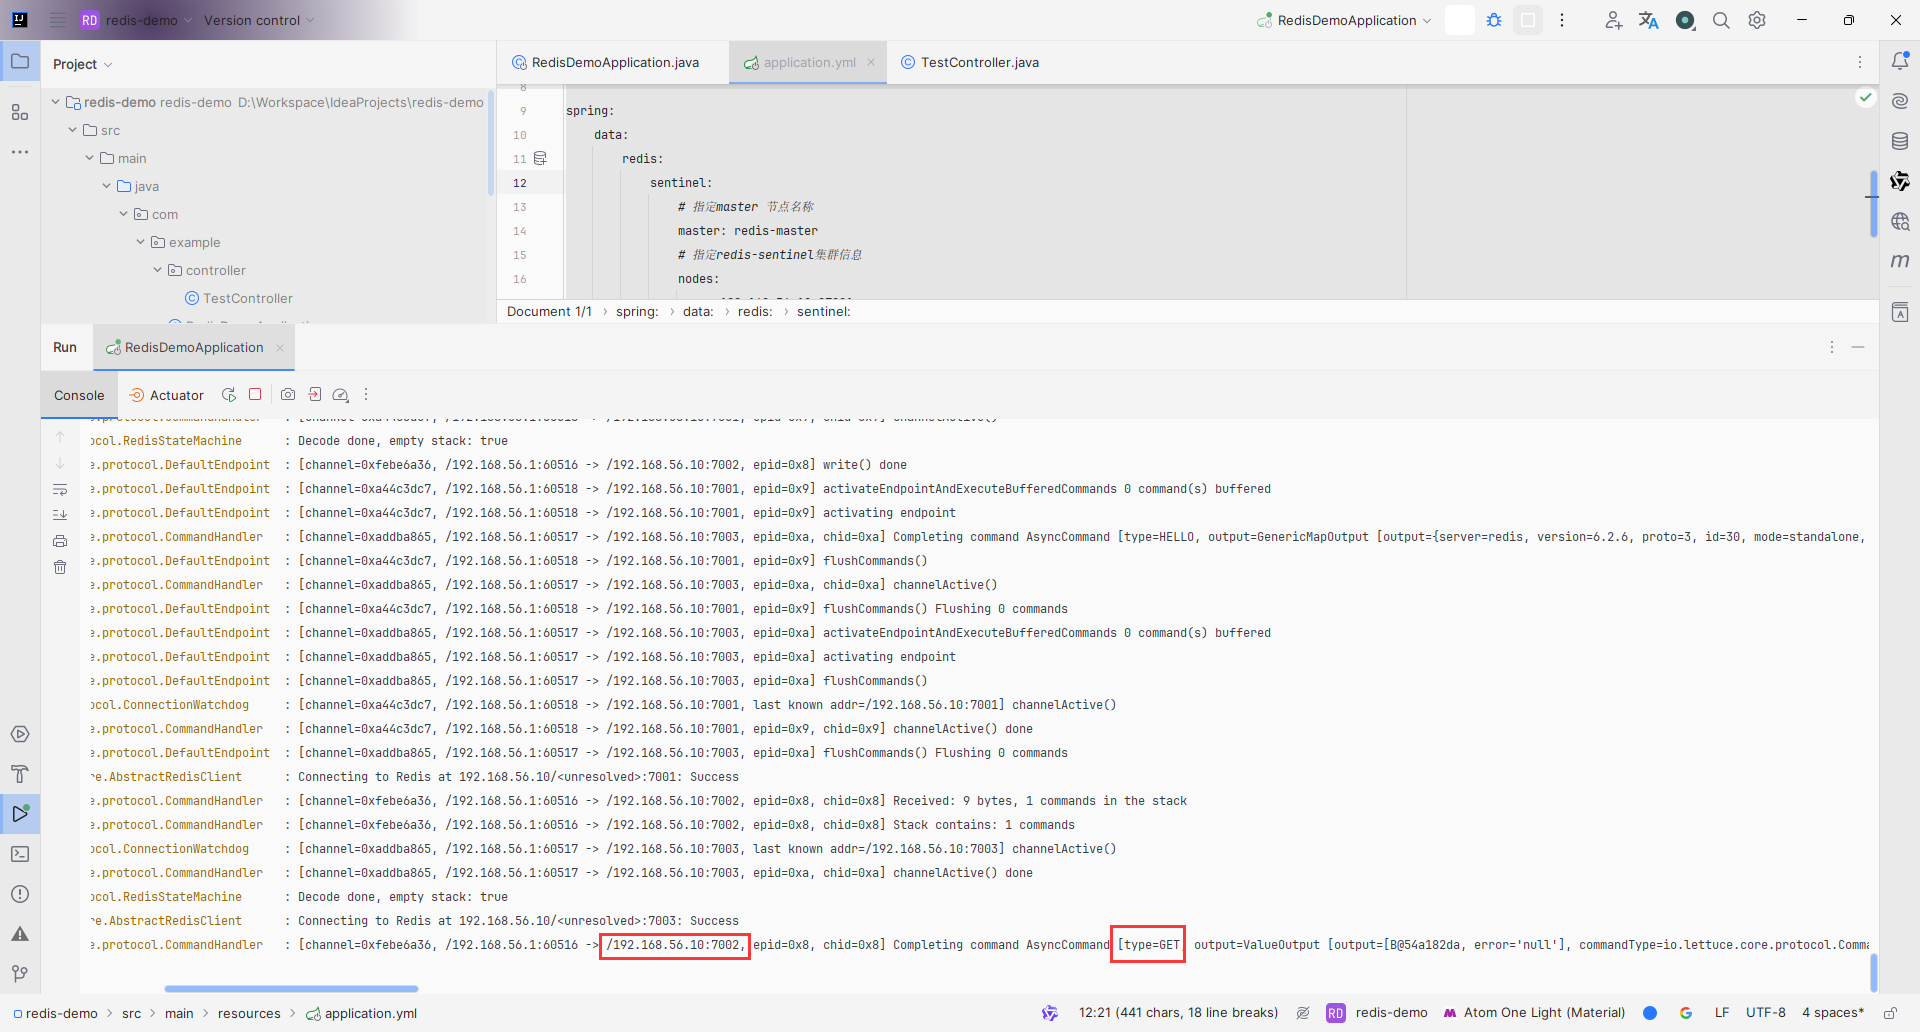 RD redis-demo Version control RedisDemoApplication
Project
RedisDemoApplication.java application.yml TestController.java
redis-demo redis-demo D:\Workspace\IdeaProjects\redis-demo
src
main
java
com
example
controller
TestController
8
9 spring:
10 data:
11 redis:
12 sentinel:
13 # 指定master 节点名称
14 master: redis-master
15 # 指定redis-sentinel集群信息
16 nodes:
Document 1/1 › spring: › data: › redis: › sentinel:
Run RedisDemoApplication
Console Actuator
ocol.RedisStateMachine : Decode done, empty stack: true
e.protocol.DefaultEndpoint : [channel=0xfebe6a36, /192.168.56.1:60516 -> /192.168.56.10:7002, epid=0x8] write() done
e.protocol.DefaultEndpoint : [channel=0xa44c3dc7, /192.168.56.1:60518 -> /192.168.56.10:7001, epid=0x9] activateEndpointAndExecuteBufferedCommands 0 command(s) buffered
e.protocol.DefaultEndpoint : [channel=0xa44c3dc7, /192.168.56.1:60518 -> /192.168.56.10:7001, epid=0x9] activating endpoint
e.protocol.CommandHandler : [channel=0xaddba865, /192.168.56.1:60517 -> /192.168.56.10:7003, epid=0xa, chid=0xa] Completing command AsyncCommand [type=HELLO, output=GenericMapOutput [output={server=redis, version=6.2.6, proto=3, id=30, mode=standalone,
e.protocol.DefaultEndpoint : [channel=0xa44c3dc7, /192.168.56.1:60518 -> /192.168.56.10:7001, epid=0x9] flushCommands()
e.protocol.CommandHandler : [channel=0xaddba865, /192.168.56.1:60517 -> /192.168.56.10:7003, epid=0xa, chid=0xa] channelActive()
e.protocol.DefaultEndpoint : [channel=0xa44c3dc7, /192.168.56.1:60518 -> /192.168.56.10:7001, epid=0x9] flushCommands() Flushing 0 commands
e.protocol.DefaultEndpoint : [channel=0xaddba865, /192.168.56.1:60517 -> /192.168.56.10:7003, epid=0xa] activateEndpointAndExecuteBufferedCommands 0 command(s) buffered
e.protocol.DefaultEndpoint : [channel=0xaddba865, /192.168.56.1:60517 -> /192.168.56.10:7003, epid=0xa] activating endpoint
e.protocol.DefaultEndpoint : [channel=0xaddba865, /192.168.56.1:60517 -> /192.168.56.10:7003, epid=0xa] flushCommands()
ocol.ConnectionWatchdog : [channel=0xa44c3dc7, /192.168.56.1:60518 -> /192.168.56.10:7001, last known addr=/192.168.56.10:7001] channelActive()
e.protocol.CommandHandler : [channel=0xa44c3dc7, /192.168.56.1:60518 -> /192.168.56.10:7001, epid=0x9, chid=0x9] channelActive() done
e.protocol.DefaultEndpoint : [channel=0xaddba865, /192.168.56.1:60517 -> /192.168.56.10:7003, epid=0xa] flushCommands() Flushing 0 commands
re.AbstractRedisClient : Connecting to Redis at 192.168.56.10/<unresolved>:7001: Success
e.protocol.CommandHandler : [channel=0xfebe6a36, /192.168.56.1:60516 -> /192.168.56.10:7002, epid=0x8, chid=0x8] Received: 9 bytes, 1 commands in the stack
e.protocol.CommandHandler : [channel=0xfebe6a36, /192.168.56.1:60516 -> /192.168.56.10:7002, epid=0x8, chid=0x8] Stack contains: 1 commands
ocol.ConnectionWatchdog : [channel=0xaddba865, /192.168.56.1:60517 -> /192.168.56.10:7003, last known addr=/192.168.56.10:7003] channelActive()
e.protocol.CommandHandler : [channel=0xaddba865, /192.168.56.1:60517 -> /192.168.56.10:7003, epid=0xa, chid=0xa] channelActive() done
ocol.RedisStateMachine : Decode done, empty stack: true
re.AbstractRedisClient : Connecting to Redis at 192.168.56.10/<unresolved>:7003: Success
e.protocol.CommandHandler : [channel=0xfebe6a36, /192.168.56.1:60516 -> /192.168.56.10:7002, epid=0x8, chid=0x8] Completing command AsyncCommand [type=GET, output=ValueOutput [output=[B@54a182da, error='null'], commandType=io.lettuce.core.protocol.Comma
redis-demo › src › main › resources › application.yml 12:21 (441 chars, 18 line breaks) RD redis-demo Atom One Light (Material) LF UTF-8 4 spaces*